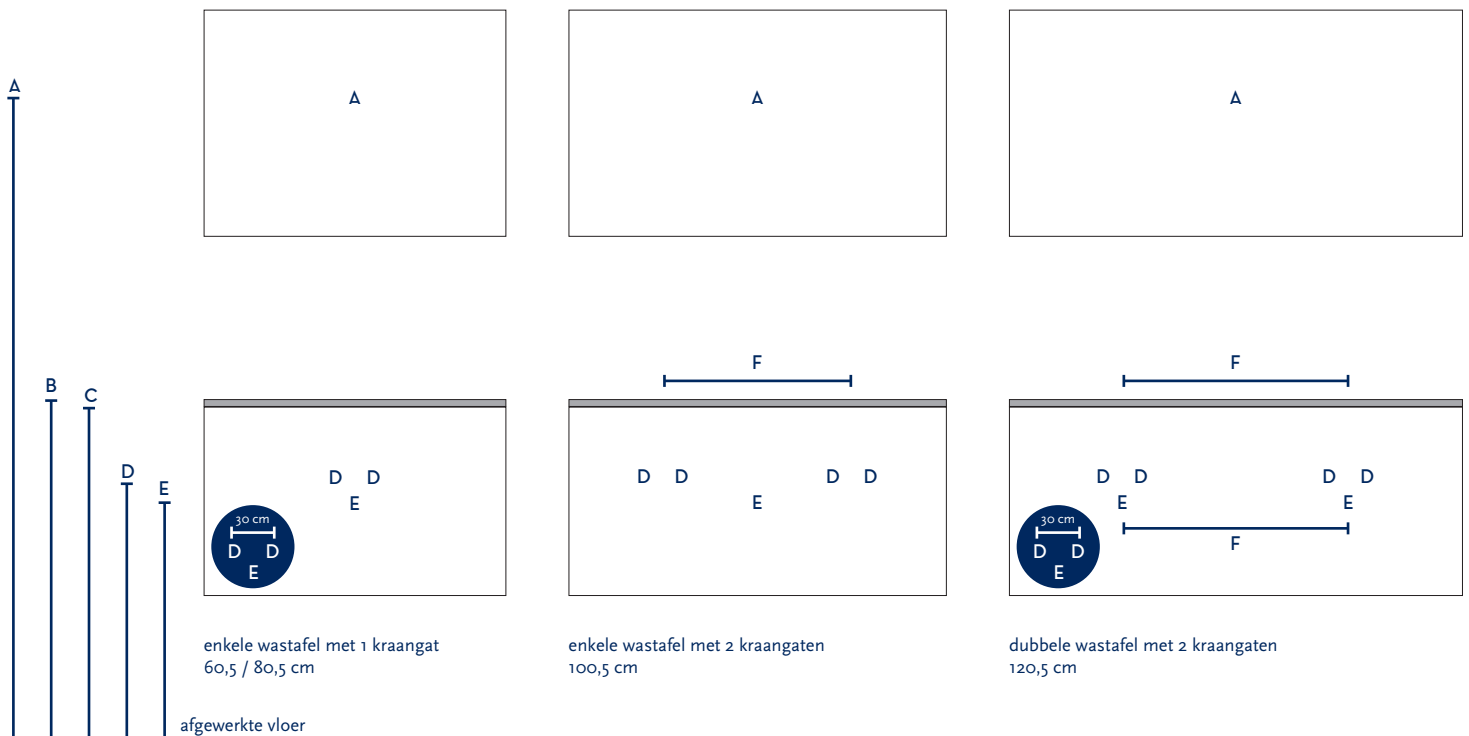 A
A
A
A
B
C
D
E
F
F
D D
E
30 cm
D D
E
D D
D D
E
D D
D D
E
E
F
30 cm
D D
E
enkele wastafel met 1 kraangat
60,5 / 80,5 cm
enkele wastafel met 2 kraangaten
100,5 cm
dubbele wastafel met 2 kraangaten
120,5 cm
afgewerkte vloer